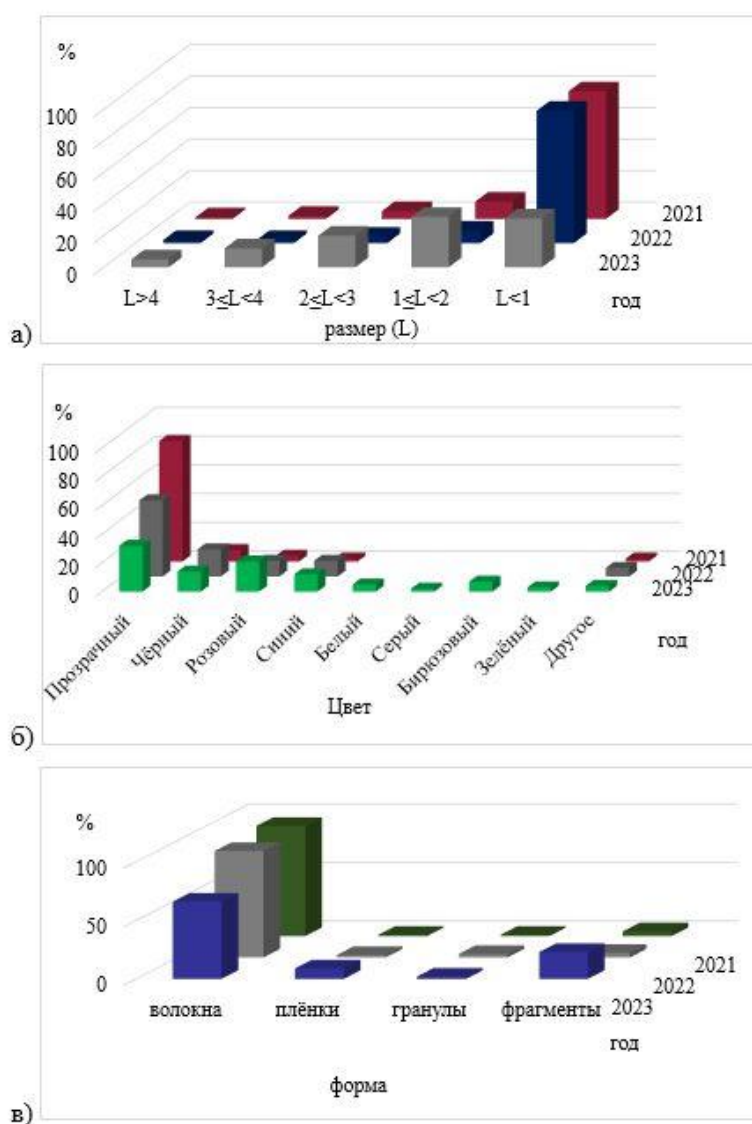 %
100
80
60
40
20
0
2021
2022
2023
L>4 3≤L<4 2≤L<3 1≤L<2 L<1
год
размер (L)
а)
%
100
80
60
40
20
0
2021
2022
2023
Прозрачный Чёрный Розовый Синий Белый Серый Бирюзовый Зелёный Другое
год
Цвет
б)
%
100
50
0
2021
2022
2023
волокна плёнки гранулы фрагменты
год
форма
в)